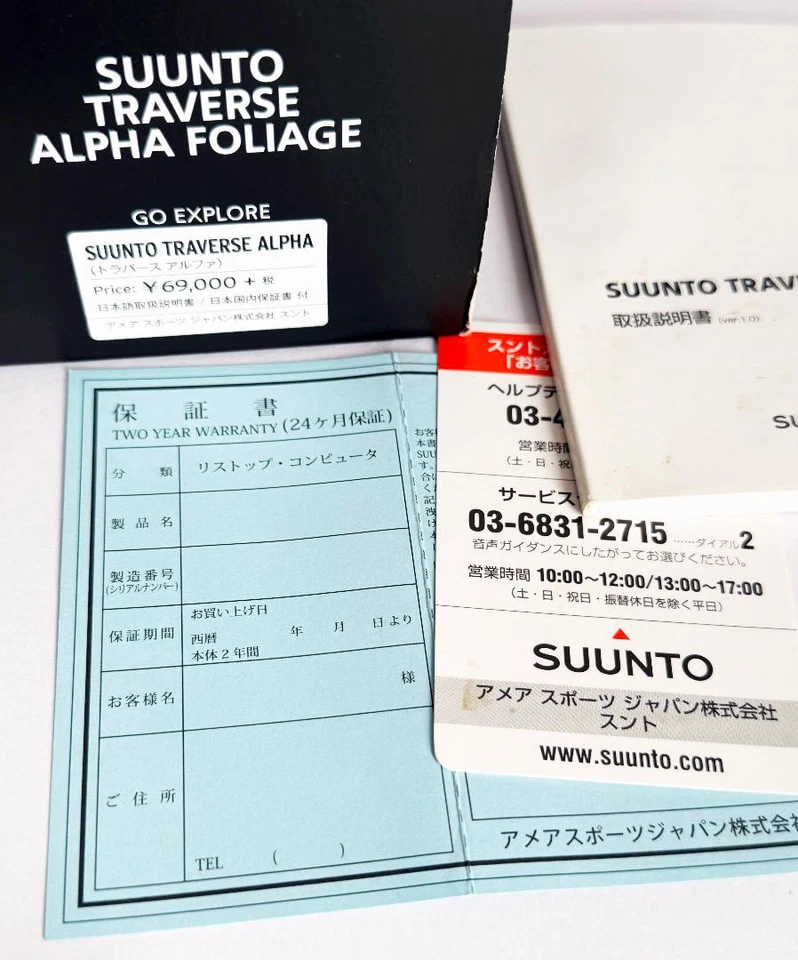 SUUNTO
TRAVERSE
ALPHA FOLIAGE
GO EXPLORE
SUUNTO TRAVERSE ALPHA
(トラバース アルファ)
Price: ¥69,000 + 税
日本語取扱説明書 / 日本国内保証書 付
アメア スポーツ ジャパン株式会社 スント
SUUNTO
取扱説明書 (ver.1.0)
保 証 書
TWO YEAR WARRANTY (24ヶ月保証)
分 類
リストップ・コンピュータ
製 品 名
製造番号
(シリアルナンバー)
保証期間
お買い上げ日
西暦 年 月 日より
本体2年間
お客様名
様
ご 住 所
TEL ( )
アメアスポーツジャパン株式会
スント
「お客
ヘルプデ
03-4
営業時間
(土・日・祝
サービス
03-6831-2715 ……ダイアル2
音声ガイダンスにしたがってお選びください。
営業時間 10:00～12:00/13:00～17:00
(土・日・祝日・振替休日を除く平日)
SUUNTO
アメア スポーツ ジャパン株式会社
スント
www.suunto.com